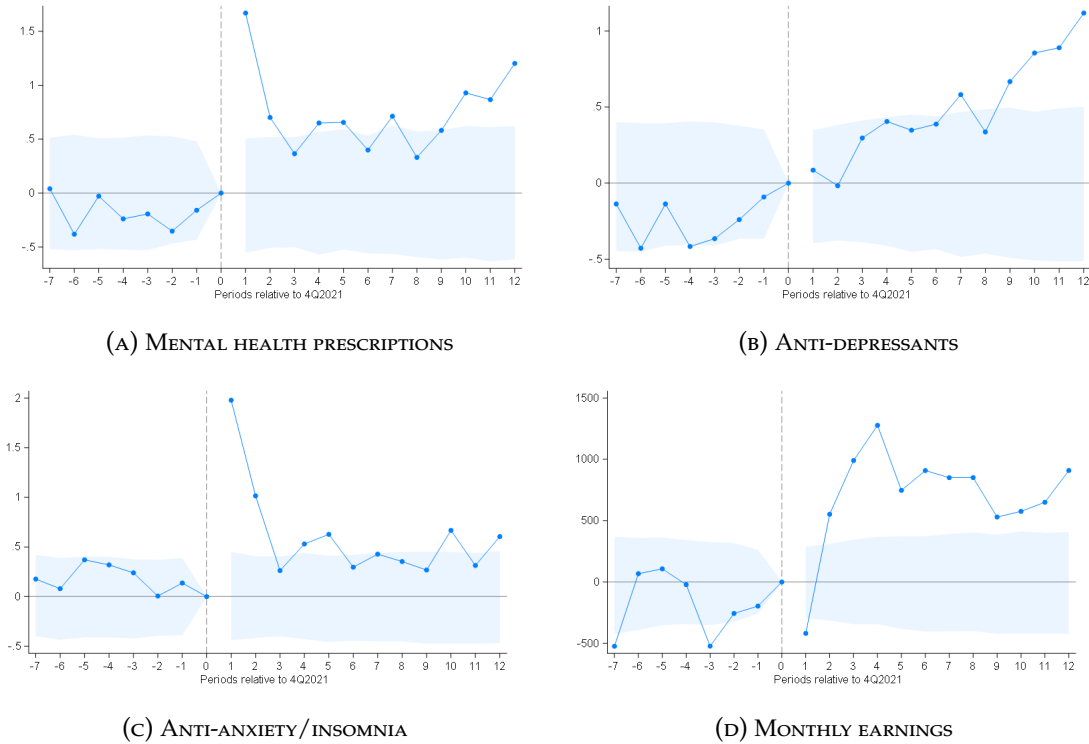 1.5
1
.5
0
-.5
-7 -6 -5 -4 -3 -2 -1 0 1 2 3 4 5 6 7 8 9 10 11 12
Periods relative to 4Q2021
(A) Mental health prescriptions
1
.5
0
-.5
-7 -6 -5 -4 -3 -2 -1 0 1 2 3 4 5 6 7 8 9 10 11 12
Periods relative to 4Q2021
(B) Anti-depressants
2
1.5
1
.5
0
-.5
-7 -6 -5 -4 -3 -2 -1 0 1 2 3 4 5 6 7 8 9 10 11 12
Periods relative to 4Q2021
(C) Anti-anxiety/insomnia
1500
1000
500
0
-500
-7 -6 -5 -4 -3 -2 -1 0 1 2 3 4 5 6 7 8 9 10 11 12
Periods relative to 4Q2021
(D) Monthly earnings